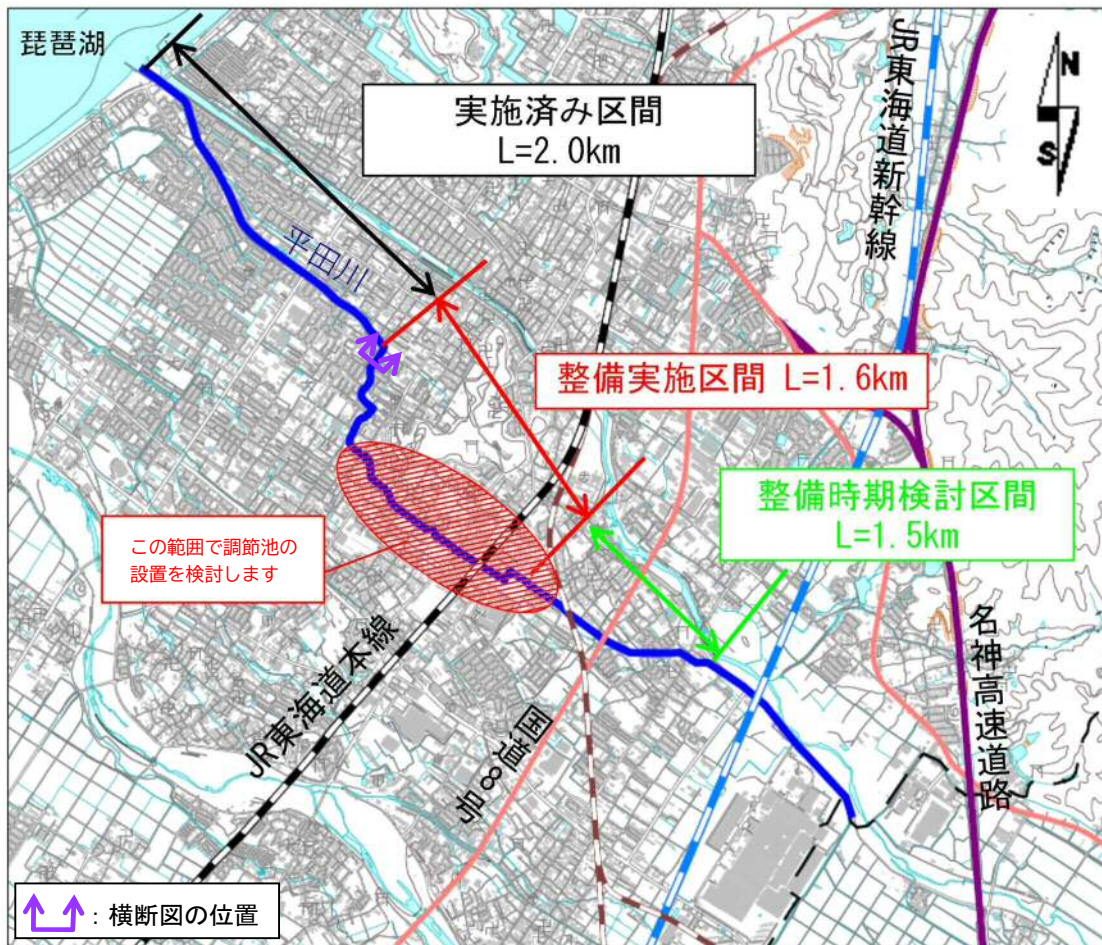 琵琶湖
実施済み区間
L=2.0km
JR東海道新幹線
N
S
平田川
整備実施区間 L=1.6km
整備時期検討区間
L=1.5km
この範囲で調節池の
設置を検討します
JR東海道本線
国道8号
名神高速道路
：横断図の位置